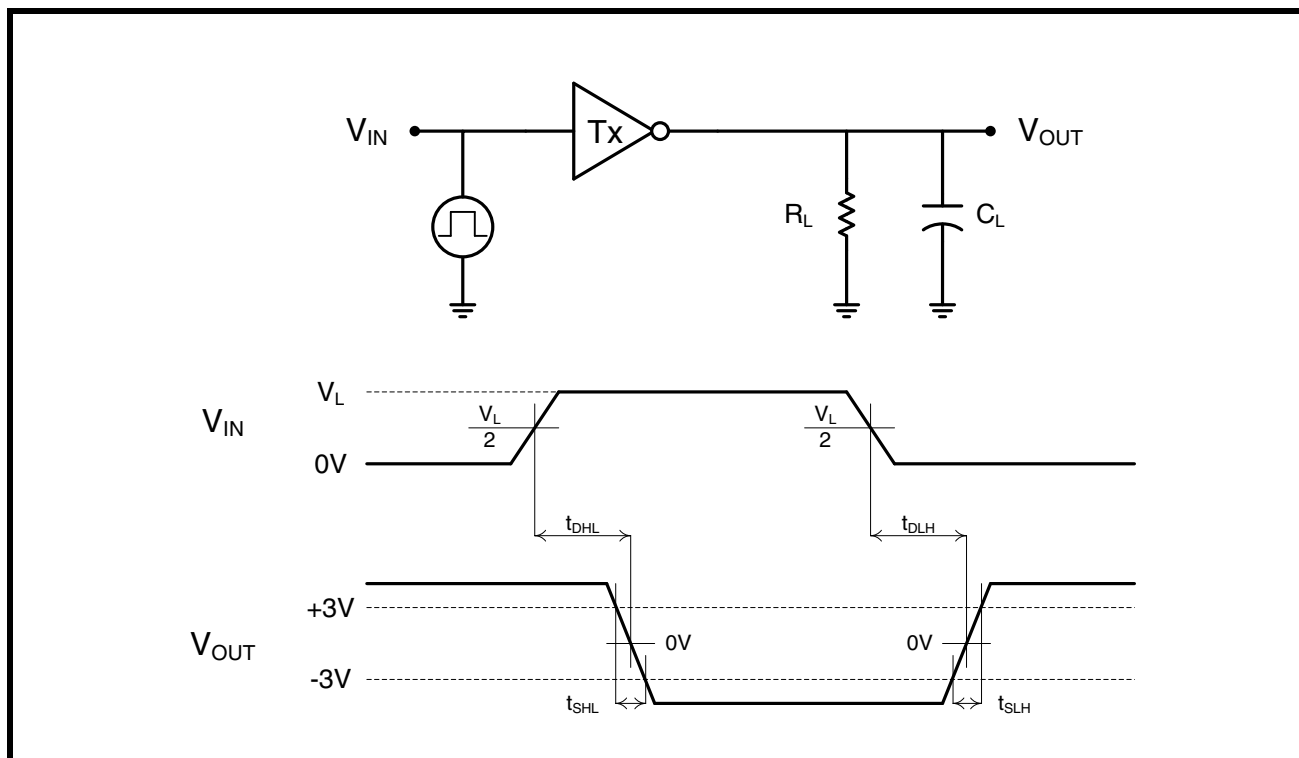 V_IN
Tx
V_OUT
R_L
C_L
V_L
V_L
2
V_L
2
V_IN
0V
t_DHL
t_DLH
+3V
V_OUT
0V
0V
-3V
t_SHL
t_SLH